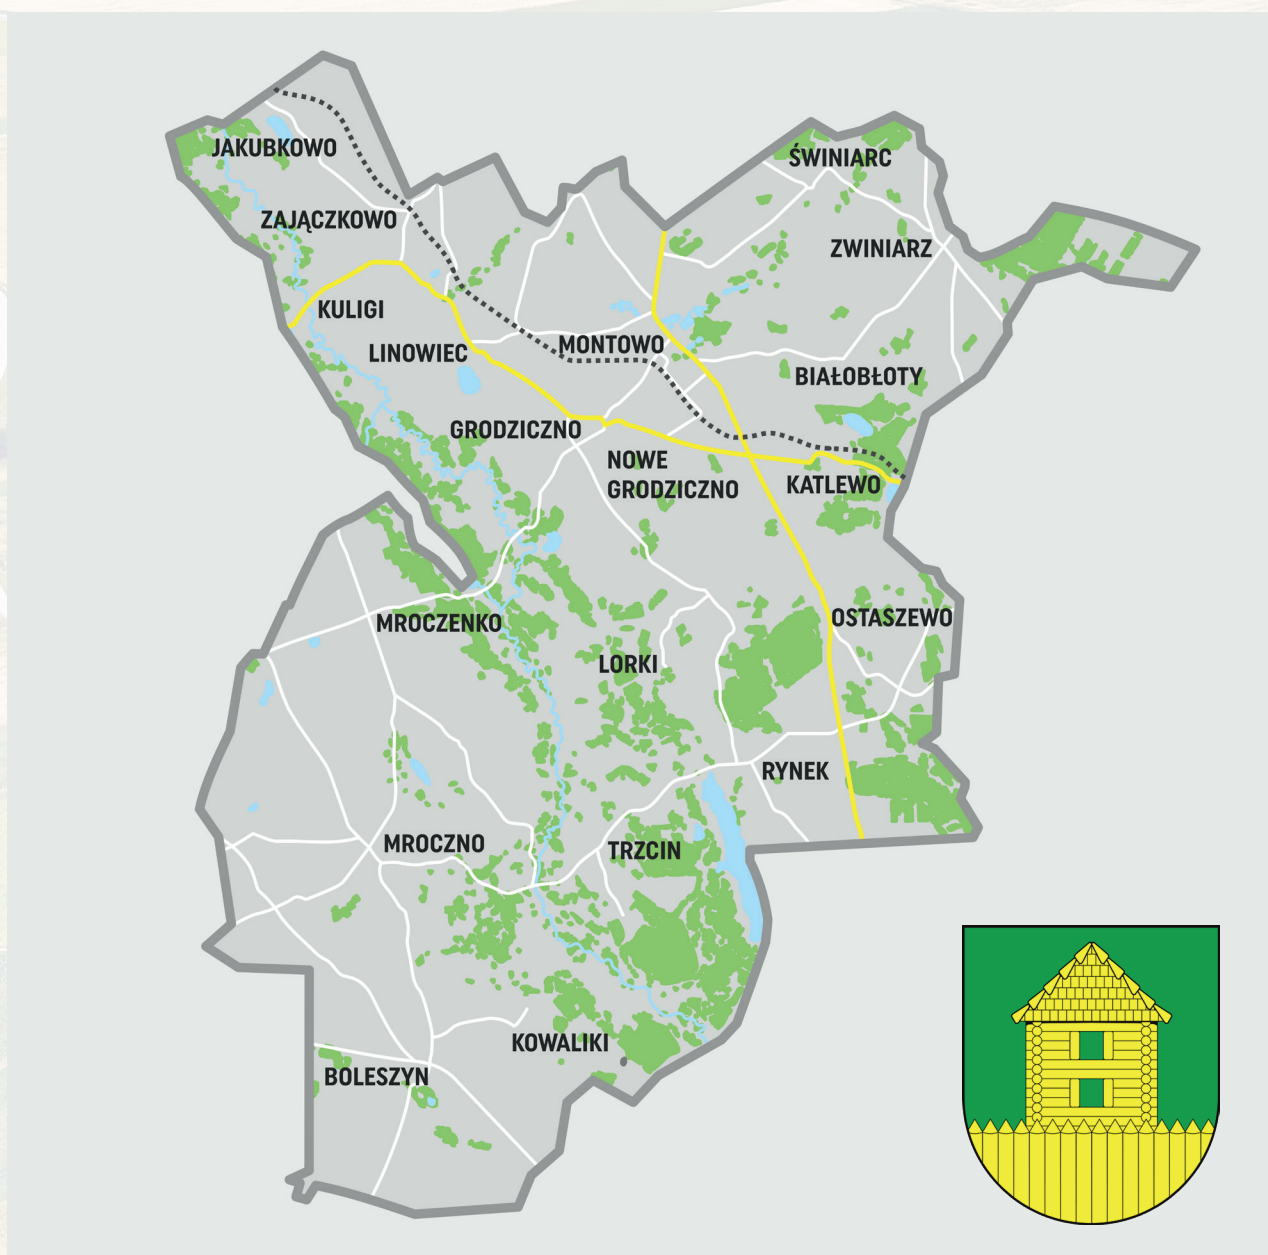 JAKUBKOWO
ŚWINIARC
ZAJĄCZKOWO
ZWINIARZ
KULIGI
MONTOWO
LINOWIEC
BIAŁOBŁOTY
GRODZICZNO
NOWE
GRODZICZNO
KATLEWO
MROCZENKO
OSTASZEWO
LORKI
RYNEK
MROCZNO
TRZCIN
KOWALIKI
BOLESZYN